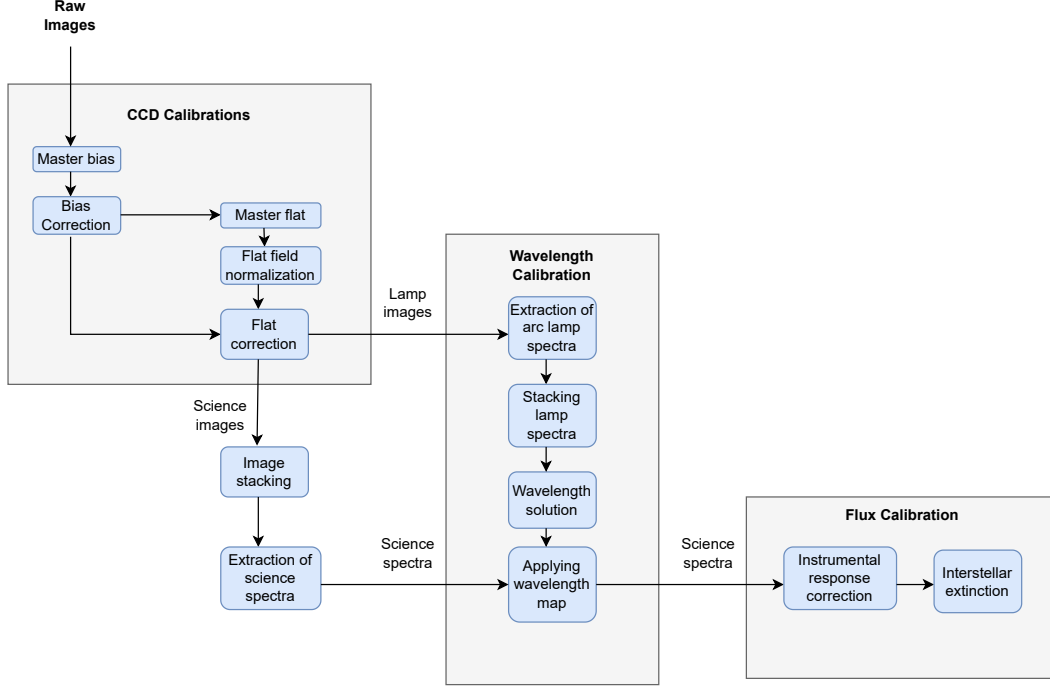 Raw
Images
CCD Calibrations
Master bias
Bias
Correction
Master flat
Flat field
normalization
Flat
correction
Lamp
images
Science
images
Image
stacking
Extraction of
science
spectra
Science
spectra
Wavelength
Calibration
Extraction of
arc lamp
spectra
Stacking
lamp
spectra
Wavelength
solution
Applying
wavelength
map
Science
spectra
Flux Calibration
Instrumental
response
correction
Interstellar
extinction